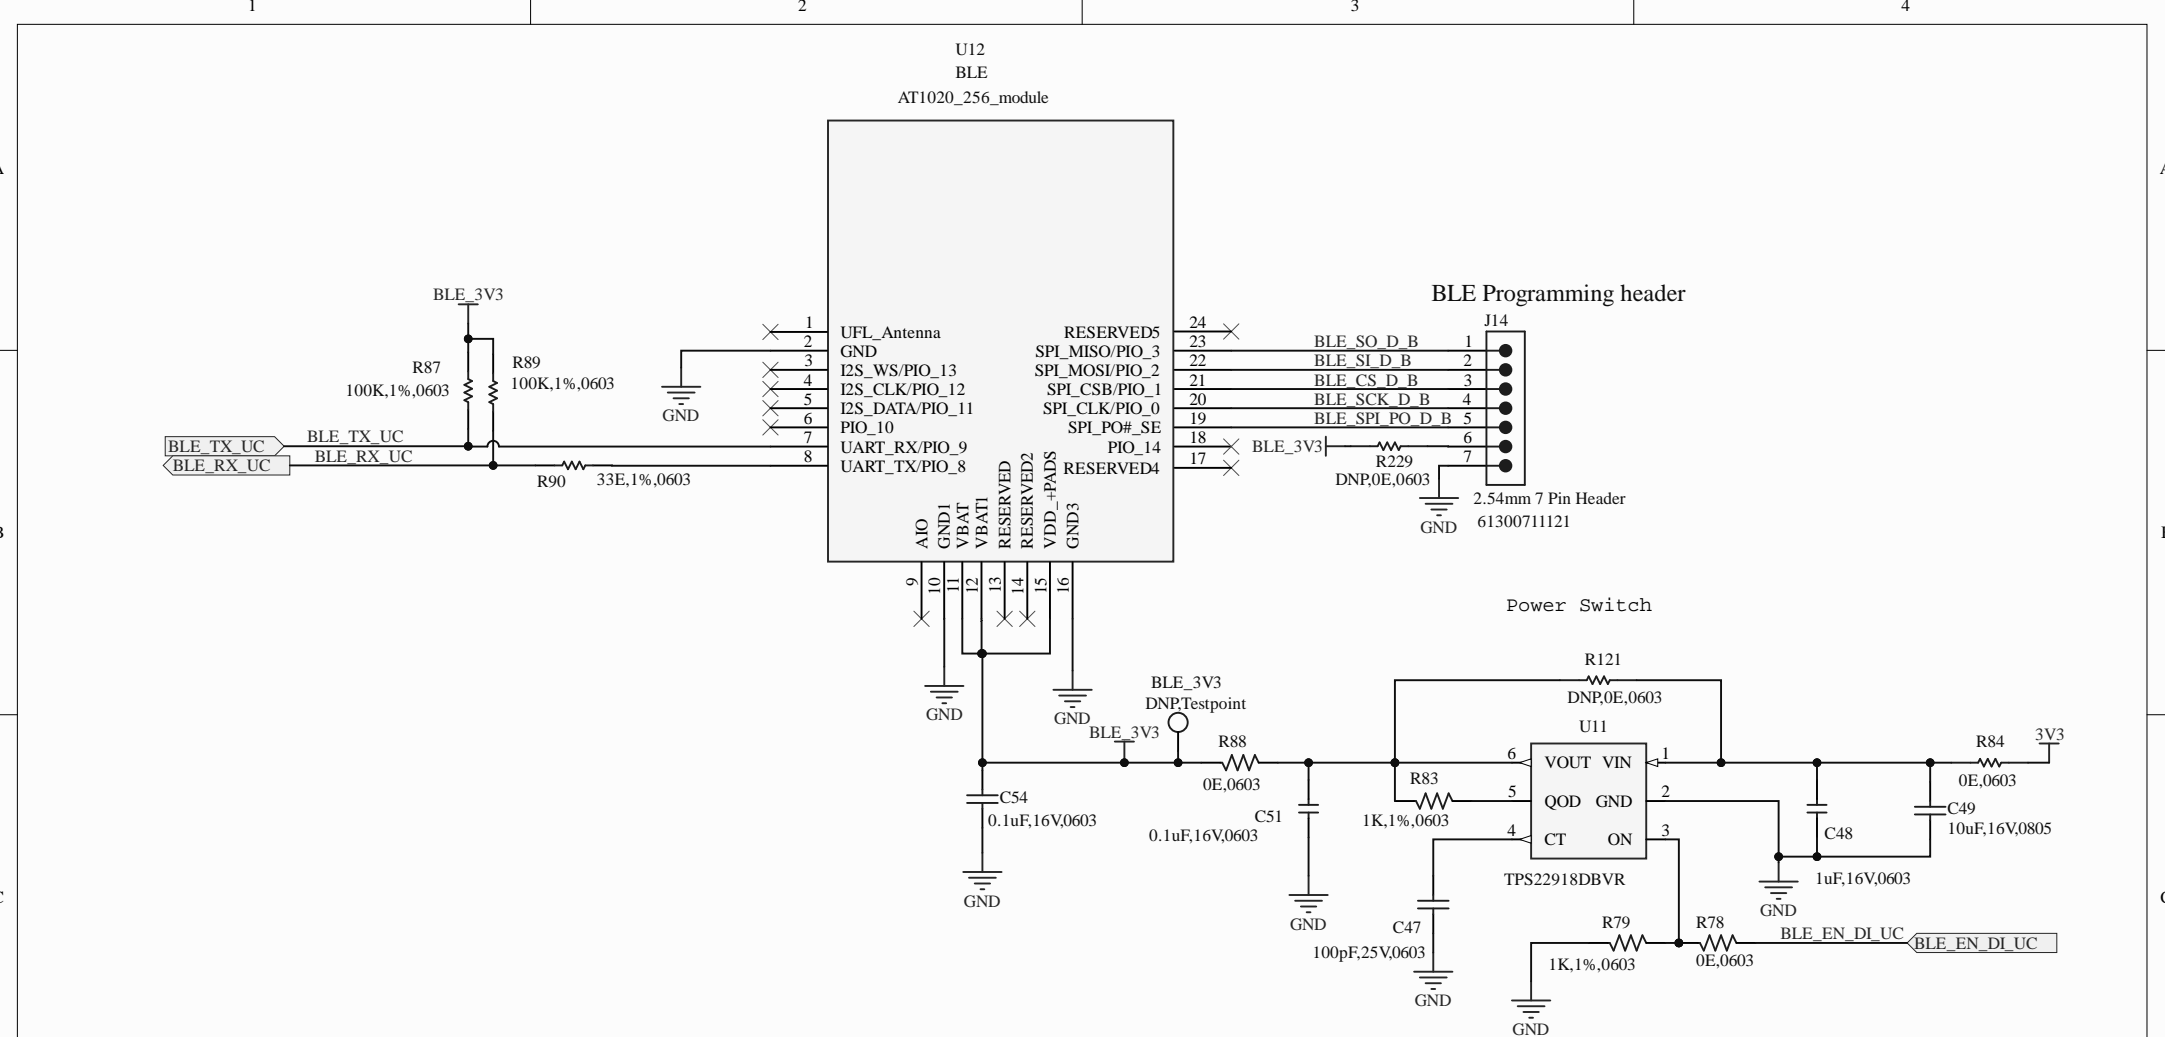 1 2 3 4
U12
BLE
AT1020_256_module
A
B
C
BLE_3V3
R87
100K,1%,0603
R89
100K,1%,0603
BLE_TX_UC BLE_TX_UC
BLE_RX_UC BLE_RX_UC
R90 33E,1%,0603
GND
1 UFL_Antenna
2 GND
3 I2S_WS/PIO_13
4 I2S_CLK/PIO_12
5 I2S_DATA/PIO_11
6 PIO_10
7 UART_RX/PIO_9
8 UART_TX/PIO_8
RESERVED5 24
SPI_MISO/PIO_3 23
SPI_MOSI/PIO_2 22
SPI_CSB/PIO_1 21
SPI_CLK/PIO_0 20
SPI_PO#_SE 19
PIO_14 18
RESERVED4 17
AIO 9
GND1 10
VBAT 11
VBAT1 12
RESERVED 13
RESERVED2 14
VDD_+PADS 15
GND3 16
BLE Programming header
J14
BLE_SO_D_B 1
BLE_SI_D_B 2
BLE_CS_D_B 3
BLE_SCK_D_B 4
BLE_SPI_PO_D_B 5
BLE_3V3 6
R229 7
DNP,0E,0603
GND
2.54mm 7 Pin Header
61300711121
GND
GND
BLE_3V3
BLE_3V3
DNP,Testpoint
R88
0E,0603
C54
0.1uF,16V,0603
GND
C51
0.1uF,16V,0603
GND
Power Switch
R121
DNP,0E,0603
U11
6 VOUT VIN 1
5 QOD GND 2
4 CT ON 3
TPS22918DBVR
R83
1K,1%,0603
C47
100pF,25V,0603
GND
R84
0E,0603
3V3
C49
10uF,16V,0805
C48
1uF,16V,0603
GND
R79
1K,1%,0603
R78
0E,0603
BLE_EN_DI_UC BLE_EN_DI_UC
GND